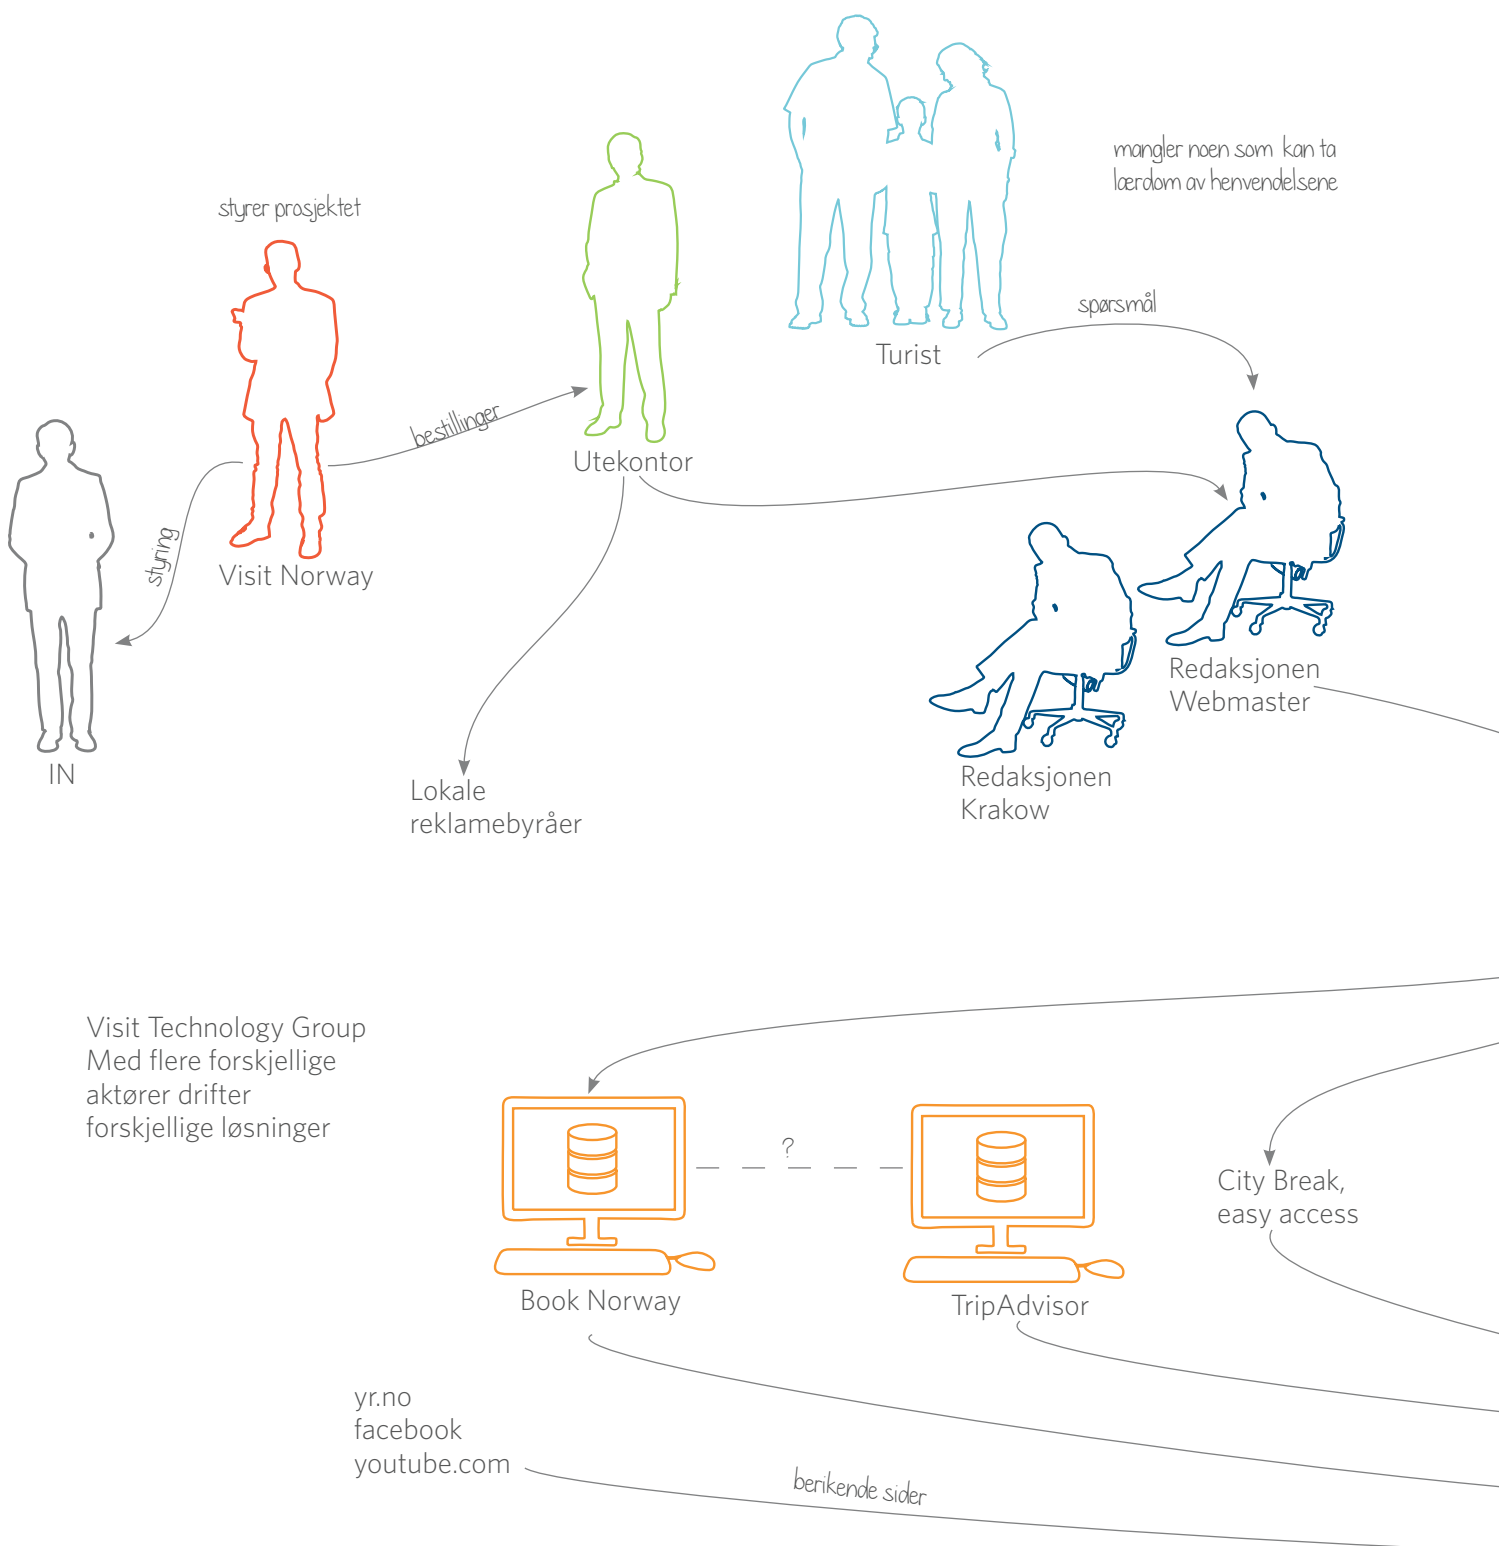 mangler noen som kan ta
lærdom av henvendelsene
styrer prosjektet
spørsmål
Turist
bestillinger
Utekontor
styring
Visit Norway
Redaksjonen
Webmaster
IN
Lokale
reklamebyråer
Redaksjonen
Krakow
Visit Technology Group
Med flere forskjellige
aktører drifter
forskjellige løsninger
?
City Break,
easy access
Book Norway
TripAdvisor
yr.no
facebook
youtube.com
berikende sider